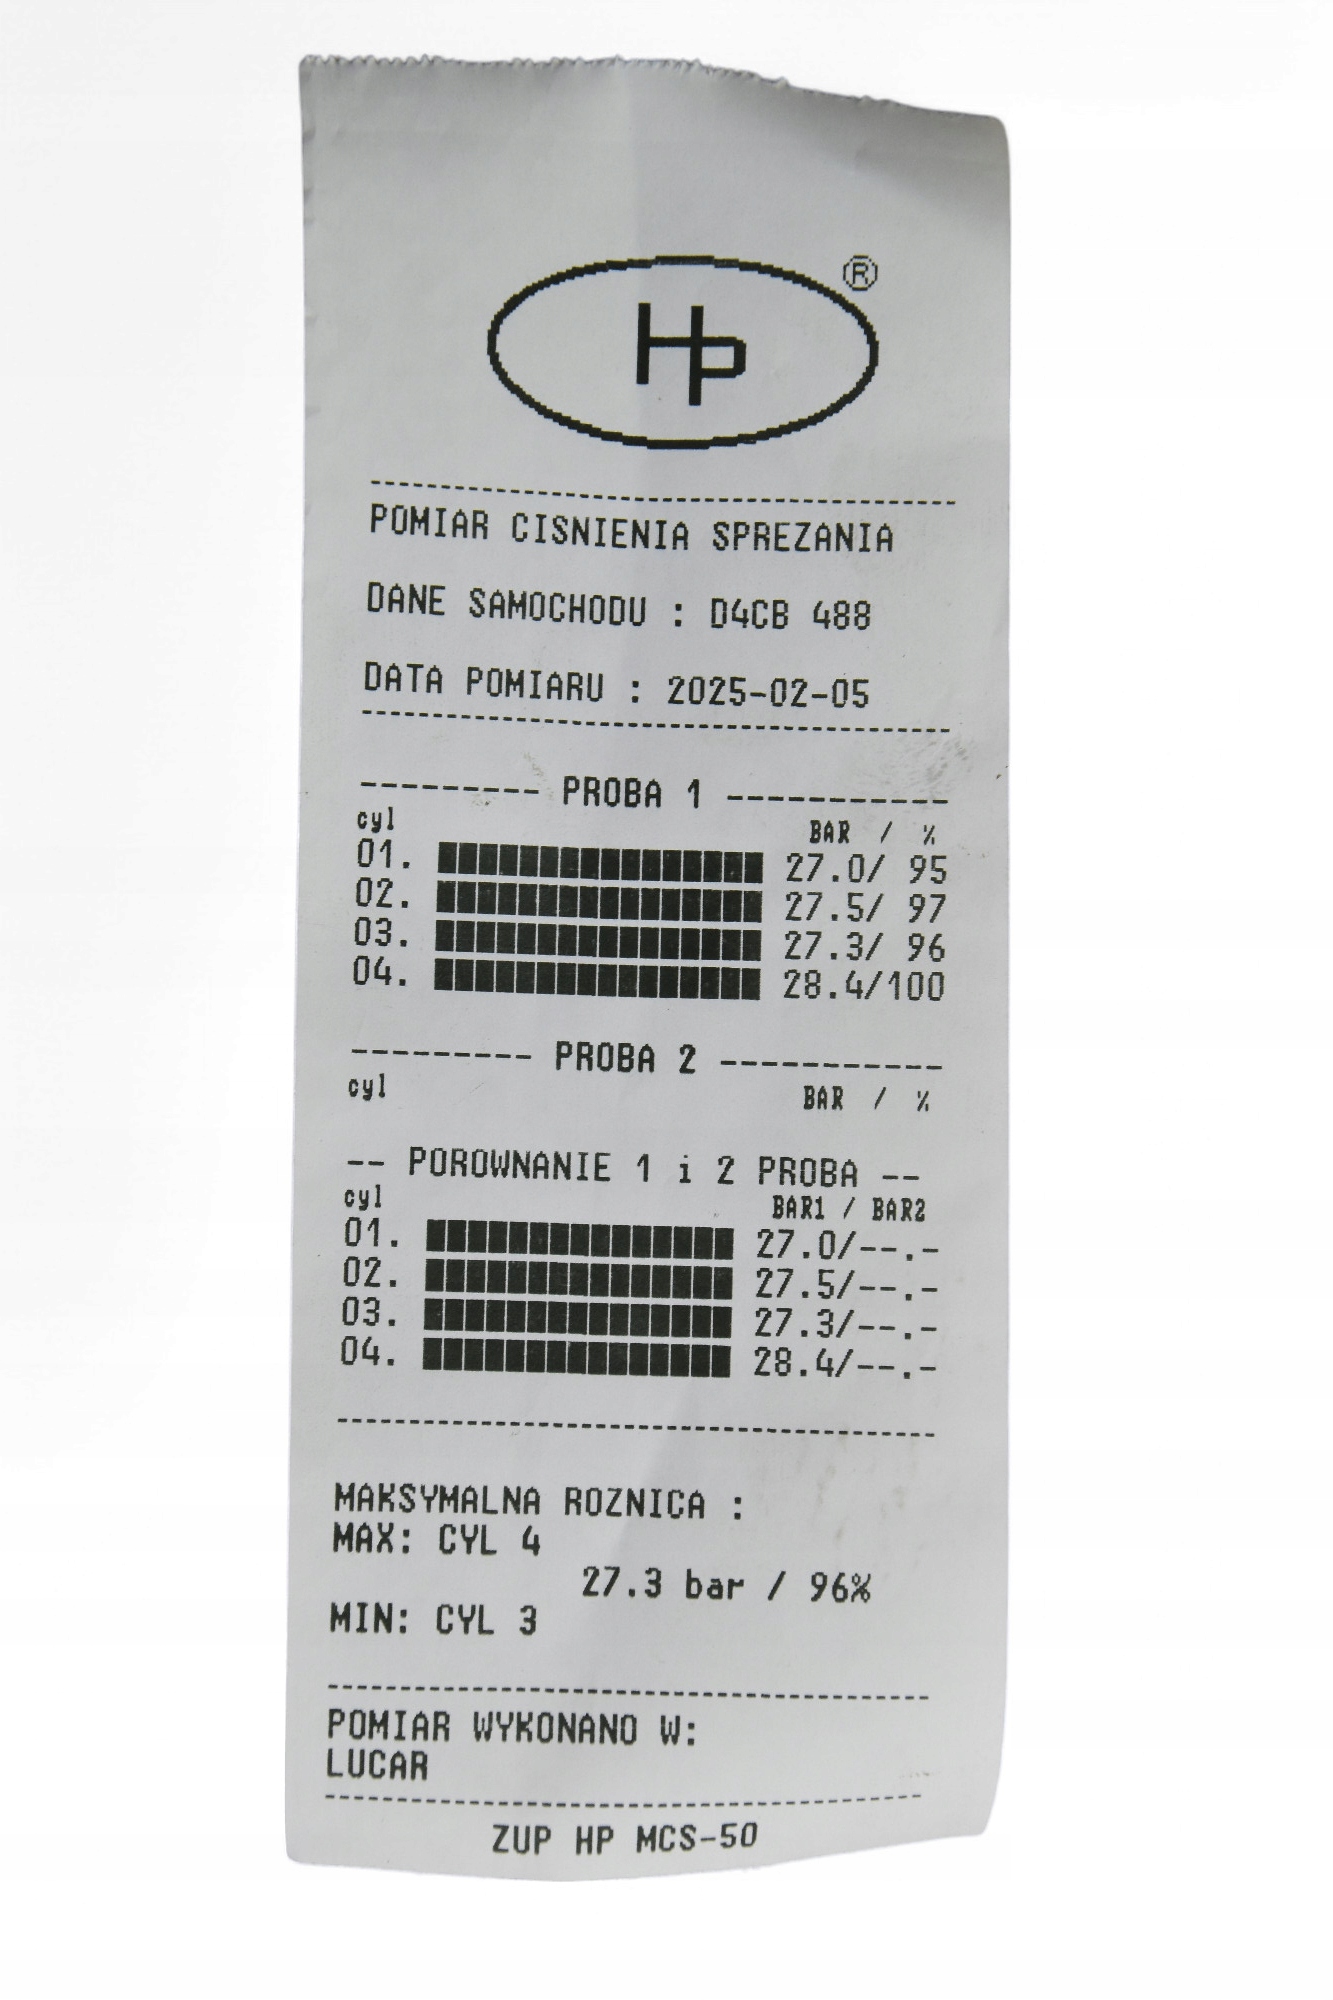 HP ®
POMIAR CISNIENIA SPREZANIA
DANE SAMOCHODU : D4CB 488
DATA POMIARU : 2025-02-05
--------- PROBA 1 -----------
cyl BAR / %
01. 27.0/ 95
02. 27.5/ 97
03. 27.3/ 96
04. 28.4/100
--------- PROBA 2 -----------
cyl BAR / %
-- POROWNANIE 1 i 2 PROBA --
cyl BAR1 / BAR2
01. 27.0/--.-
02. 27.5/--.-
03. 27.3/--.-
04. 28.4/--.-
MAKSYMALNA ROZNICA :
MAX: CYL 4
27.3 bar / 96%
MIN: CYL 3
POMIAR WYKONANO W:
LUCAR
ZUP HP MCS-50